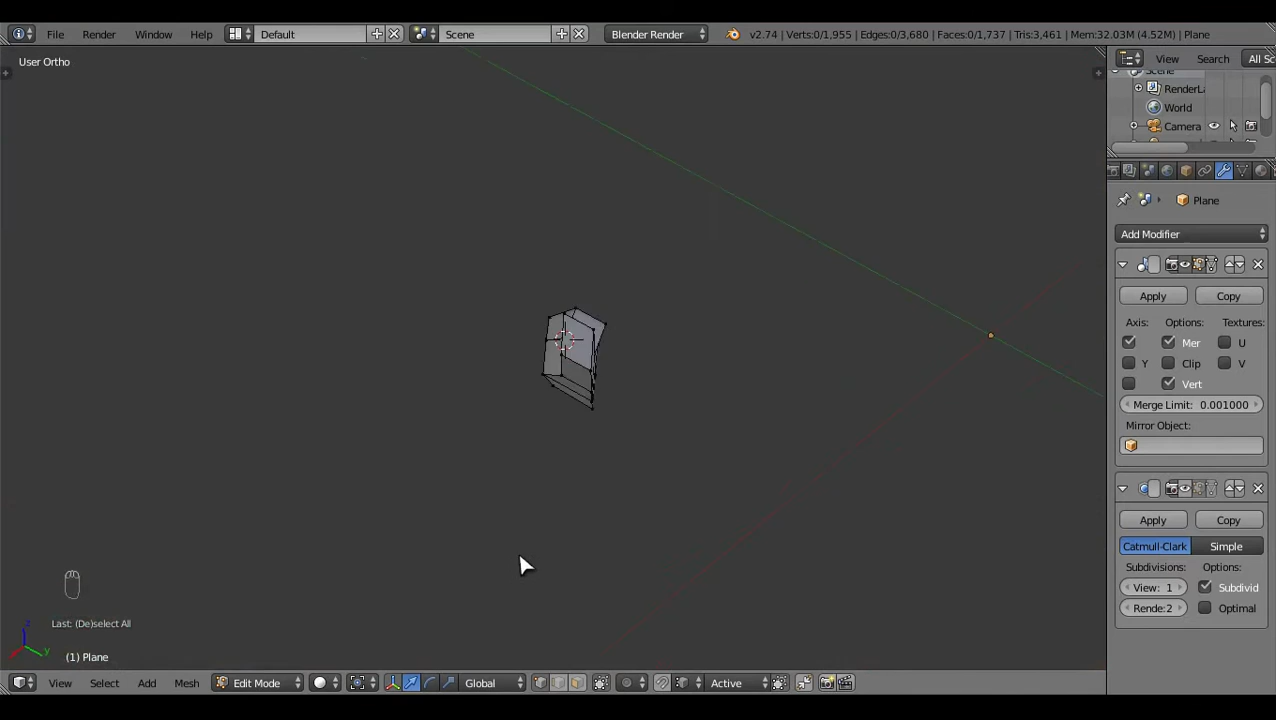 File Render Window Help Default Scene Blender Render v2.74 | Verts:0/1,955 | Edges:0/3,680 | Faces:0/1,737 | Tris:3,461 | Mem:32.03M (4.52M) | Plane
User Ortho
View Search All Sc
Scene
RenderLa
World
Camera
Plane
Add Modifier
Apply Copy
Axis: Options: Textures:
Mer U
Y Clip V
Vert
Merge Limit: 0.001000
Mirror Object:
Apply Copy
Catmull-Clark Simple
Subdivisions: Options:
View: 1 Subdivid
Rende:2 Optimal
Last: (De)select All
z
y
(1) Plane
View Select Add Mesh Edit Mode Global Active